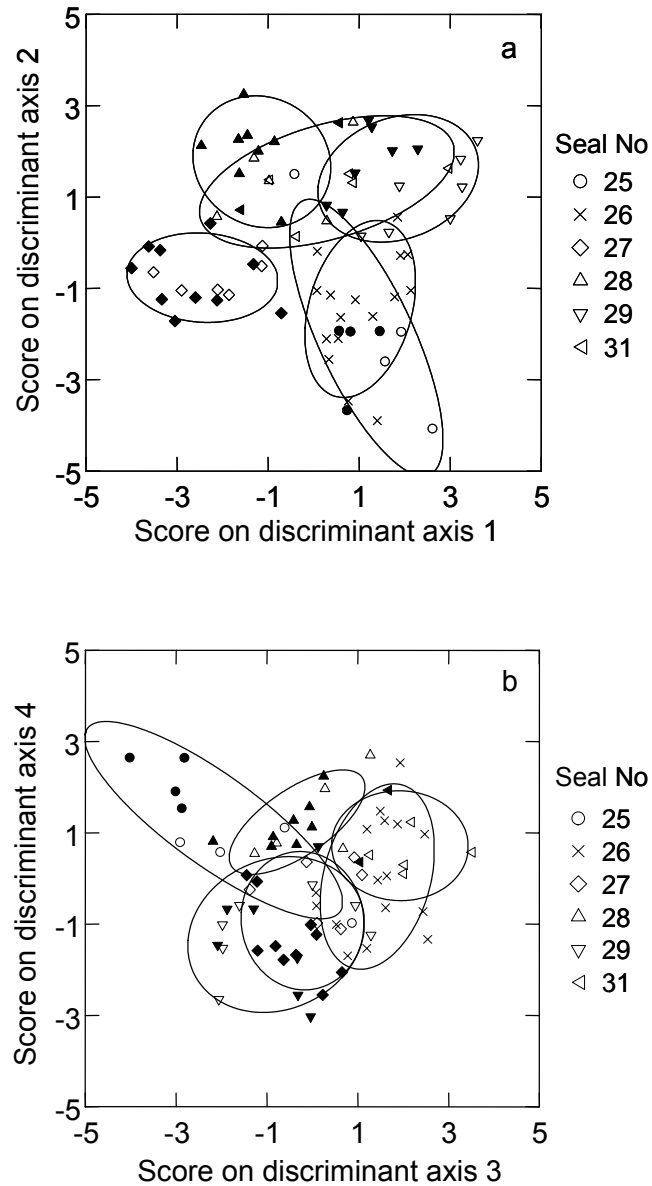 a
5
3
1
-1
-3
-5
Score on discriminant axis 2
-5 -3 -1 1 3 5
Score on discriminant axis 1
Seal No
25
26
27
28
29
31
b
5
3
1
-1
-3
-5
Score on discriminant axis 4
-5 -3 -1 1 3 5
Score on discriminant axis 3
Seal No
25
26
27
28
29
31